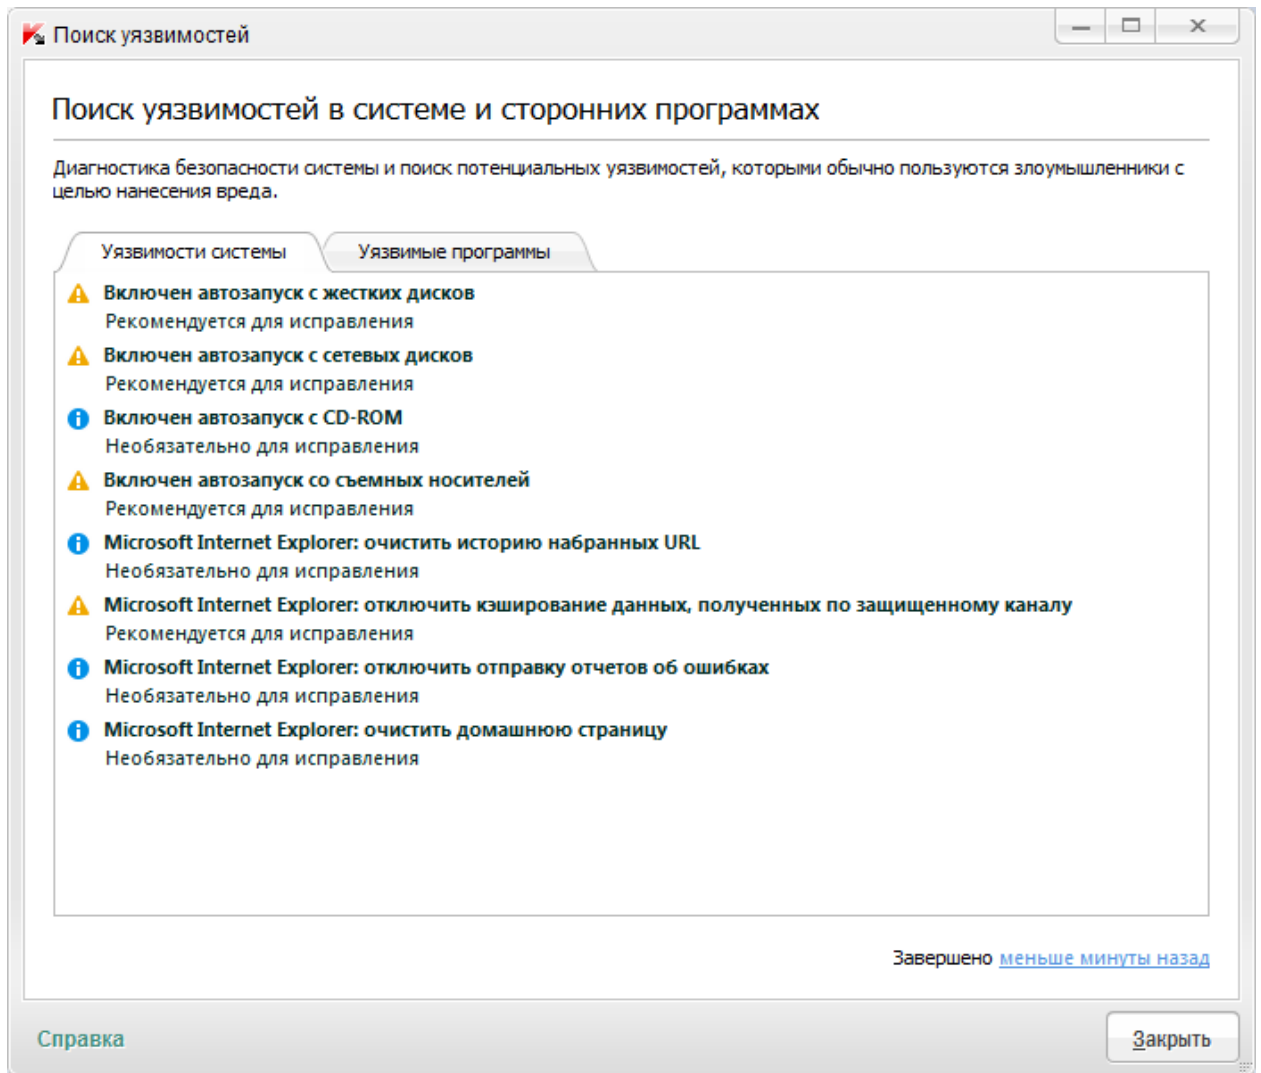 Поиск уязвимостей
Поиск уязвимостей в системе и сторонних программах
Диагностика безопасности системы и поиск потенциальных уязвимостей, которыми обычно пользуются злоумышленники с
целью нанесения вреда.
Уязвимости системы
Уязвимые программы
Включен автозапуск с жестких дисков
Рекомендуется для исправления
Включен автозапуск с сетевых дисков
Рекомендуется для исправления
Включен автозапуск с CD-ROM
Необязательно для исправления
Включен автозапуск со съемных носителей
Рекомендуется для исправления
Microsoft Internet Explorer: очистить историю набранных URL
Необязательно для исправления
Microsoft Internet Explorer: отключить кэширование данных, полученных по защищенному каналу
Рекомендуется для исправления
Microsoft Internet Explorer: отключить отправку отчетов об ошибках
Необязательно для исправления
Microsoft Internet Explorer: очистить домашнюю страницу
Необязательно для исправления
Завершено меньше минуты назад
Справка
Закрыть